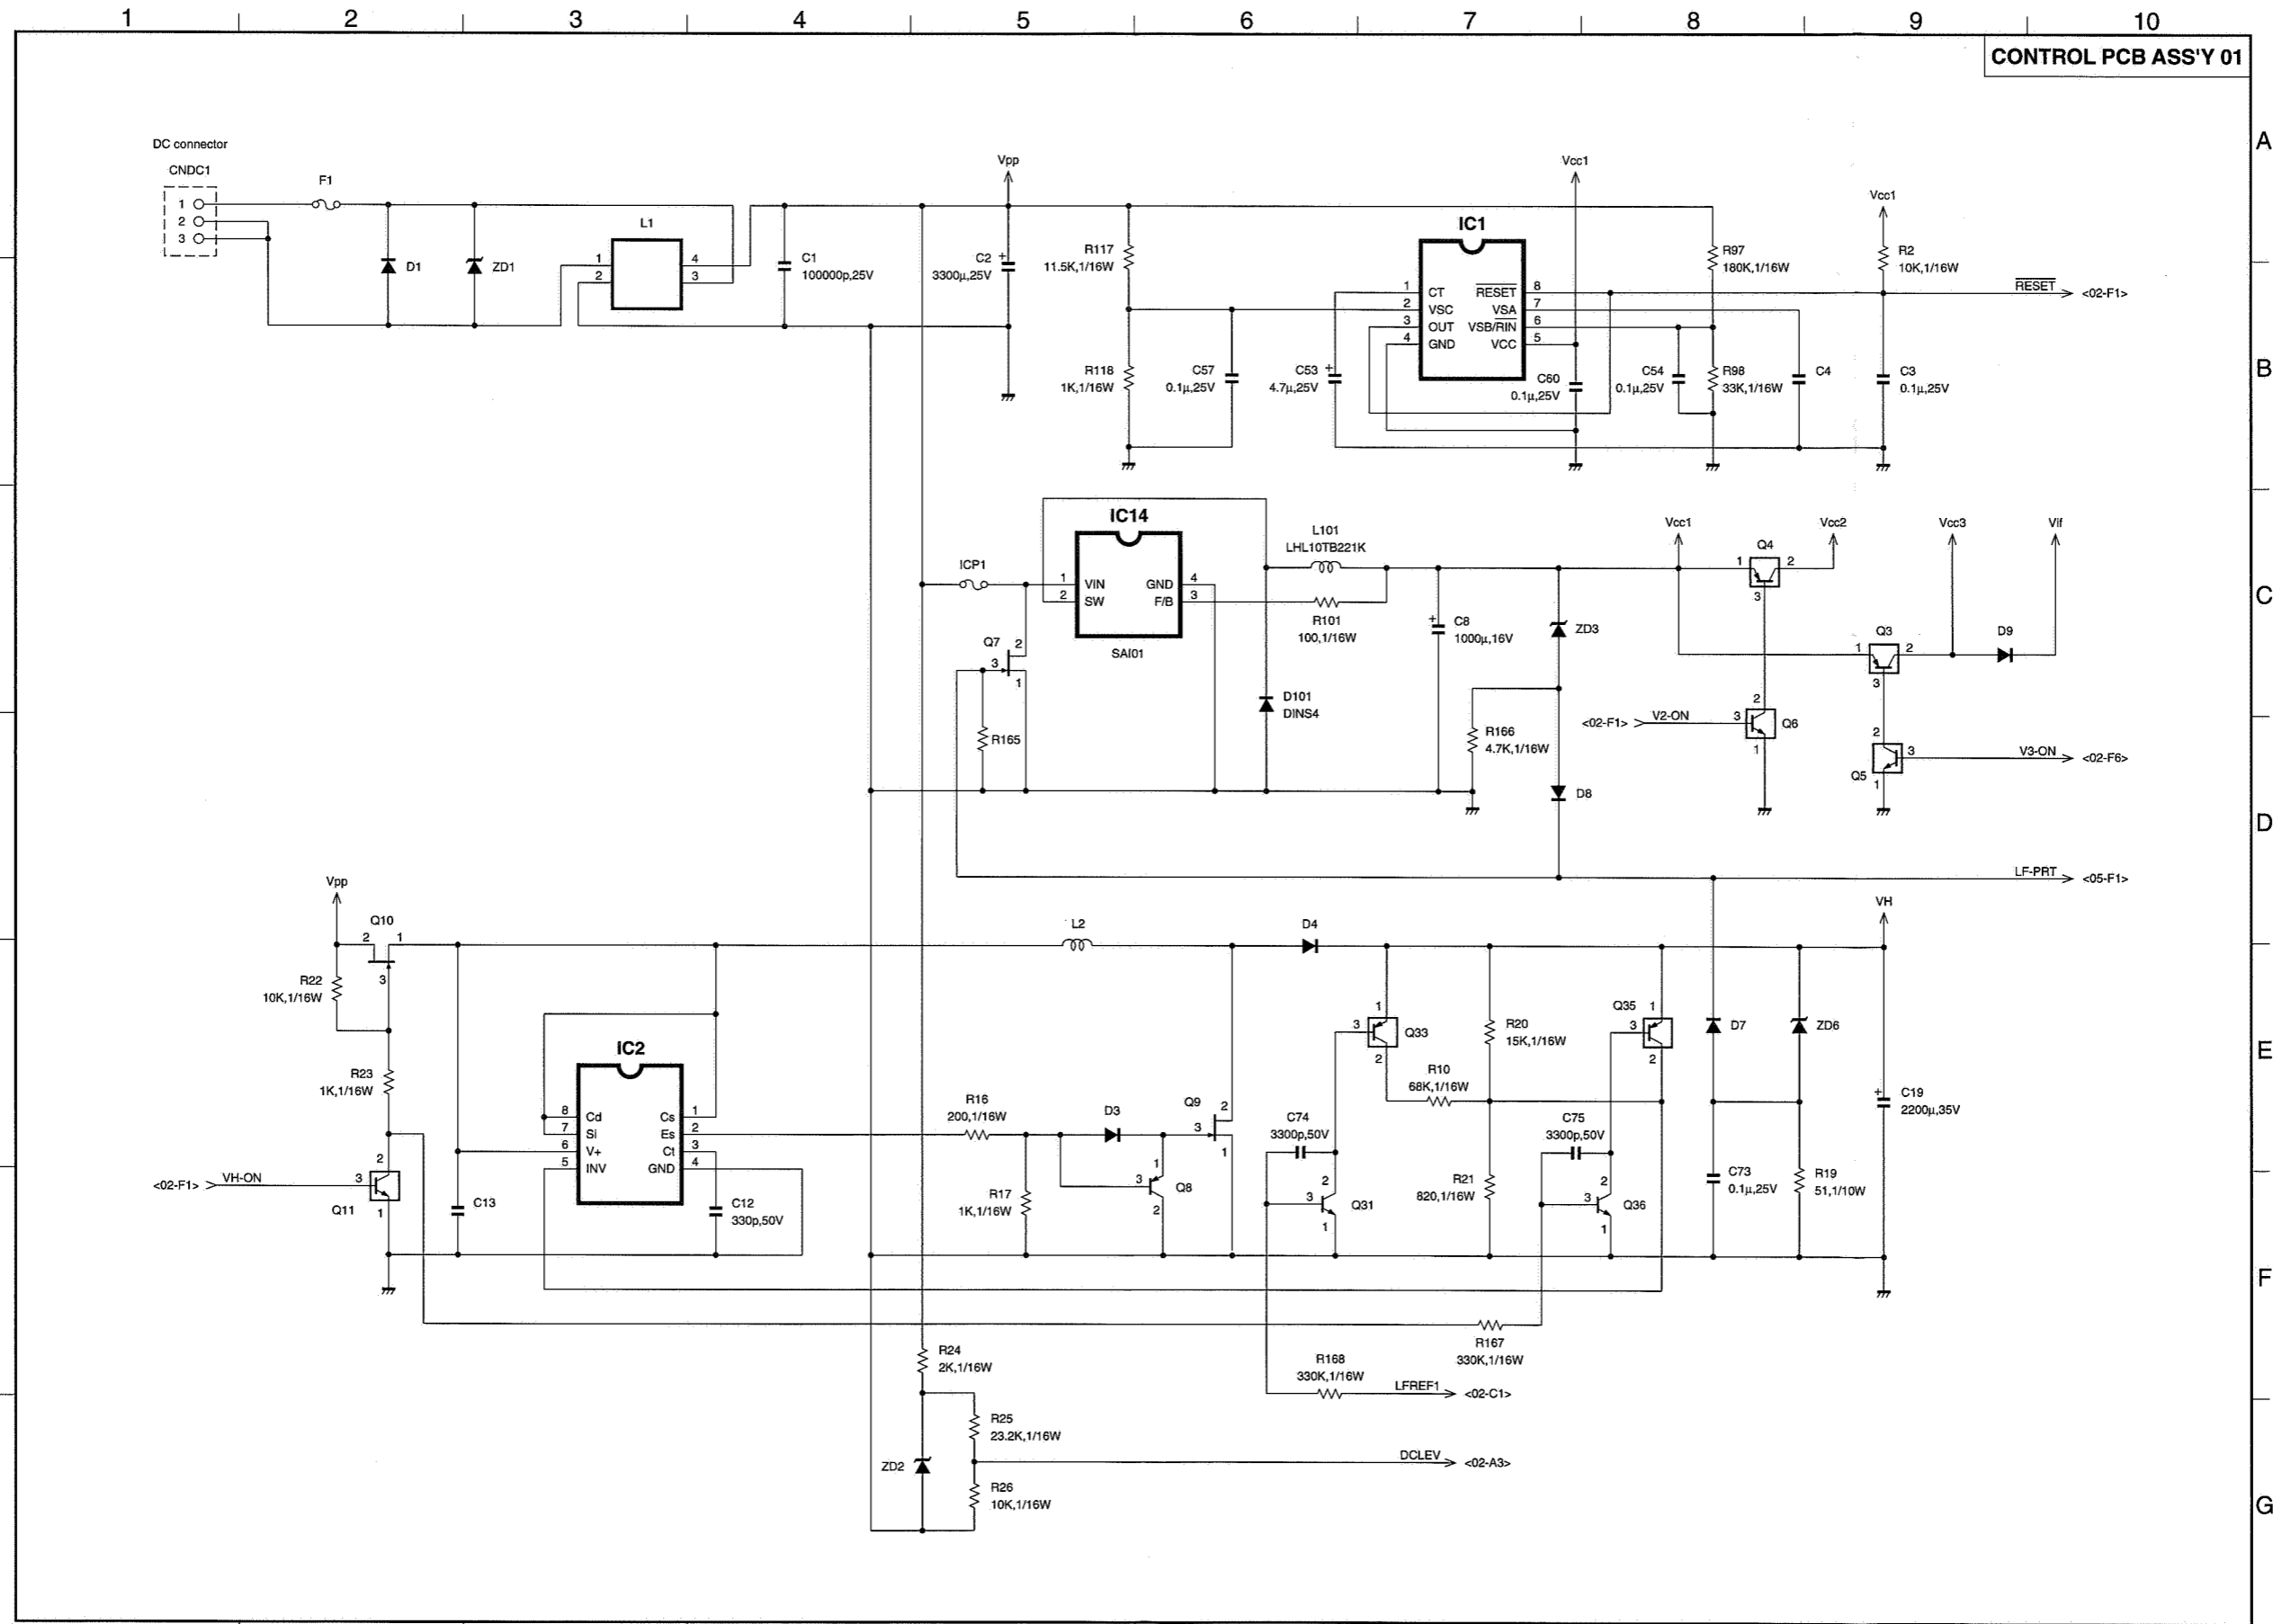 1 2 3 4 5 6 7 8 9 10
CONTROL PCB ASS'Y 01
A
B
C
D
E
F
G
DC connector
CNDC1
1
2
3
F1
D1
ZD1
L1
1
2
4
3
C1
100000p,25V
C2
3300µ,25V
+
Vpp
R117
11.5K,1/16W
R118
1K,1/16W
C57
0.1µ,25V
C53
4.7µ,25V
+
IC1
1 CT
2 VSC
3 OUT
4 GND
RESET 8
VSA 7
VSB/RIN 6
VCC 5
Vcc1
C60
0.1µ,25V
C54
0.1µ,25V
R97
180K,1/16W
R98
33K,1/16W
C4
Vcc1
R2
10K,1/16W
C3
0.1µ,25V
RESET
<02-F1>
ICP1
IC14
1 VIN
2 SW
GND 4
F/B 3
SAI01
Q7
2
3
1
R165
L101
LHL10TB221K
R101
100,1/16W
D101
DINS4
C8
1000µ,16V
+
ZD3
R166
4.7K,1/16W
D8
Vcc1
Q4
1
2
3
Vcc2
Vcc3
Vif
Q3
1
2
3
D9
<02-F1>
V2-ON
3
2
1
Q6
2
3
1
Q5
V3-ON
<02-F6>
LF-PRT
<05-F1>
Vpp
Q10
2
1
3
R22
10K,1/16W
R23
1K,1/16W
<02-F1>
VH-ON
3
2
1
Q11
C13
IC2
8 Cd
7 Si
6 V+
5 INV
Cs 1
Es 2
Ct 3
GND 4
C12
330p,50V
L2
D4
R16
200,1/16W
R17
1K,1/16W
D3
Q8
1
3
2
Q9
2
3
1
C74
3300p,50V
Q33
1
3
2
Q31
2
3
1
R10
68K,1/16W
R20
15K,1/16W
R21
820,1/16W
C75
3300p,50V
Q35
1
3
2
Q36
2
3
1
D7
ZD6
C73
0.1µ,25V
R19
51,1/10W
VH
C19
2200µ,35V
+
R167
330K,1/16W
R168
330K,1/16W
LFREF1
<02-C1>
R24
2K,1/16W
R25
23.2K,1/16W
ZD2
R26
10K,1/16W
DCLEV
<02-A3>